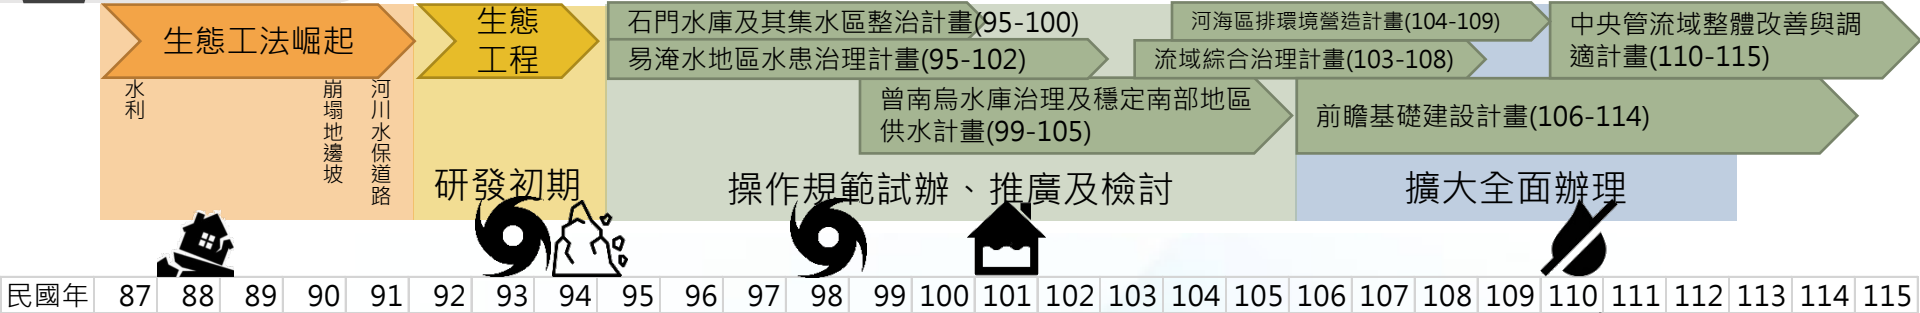 生態工法崛起
生態
工程
石門水庫及其集水區整治計畫(95-100)
易淹水地區水患治理計畫(95-102)
河海區排環境營造計畫(104-109)
流域綜合治理計畫(103-108)
中央管流域整體改善與調
適計畫(110-115)
水利
崩塌地邊坡
河川水保道路
曾南烏水庫治理及穩定南部地區
供水計畫(99-105)
前瞻基礎建設計畫(106-114)
研發初期
操作規範試辦、推廣及檢討
擴大全面辦理
民國年 87 88 89 90 91 92 93 94 95 96 97 98 99 100 101 102 103 104 105 106 107 108 109 110 111 112 113 114 115